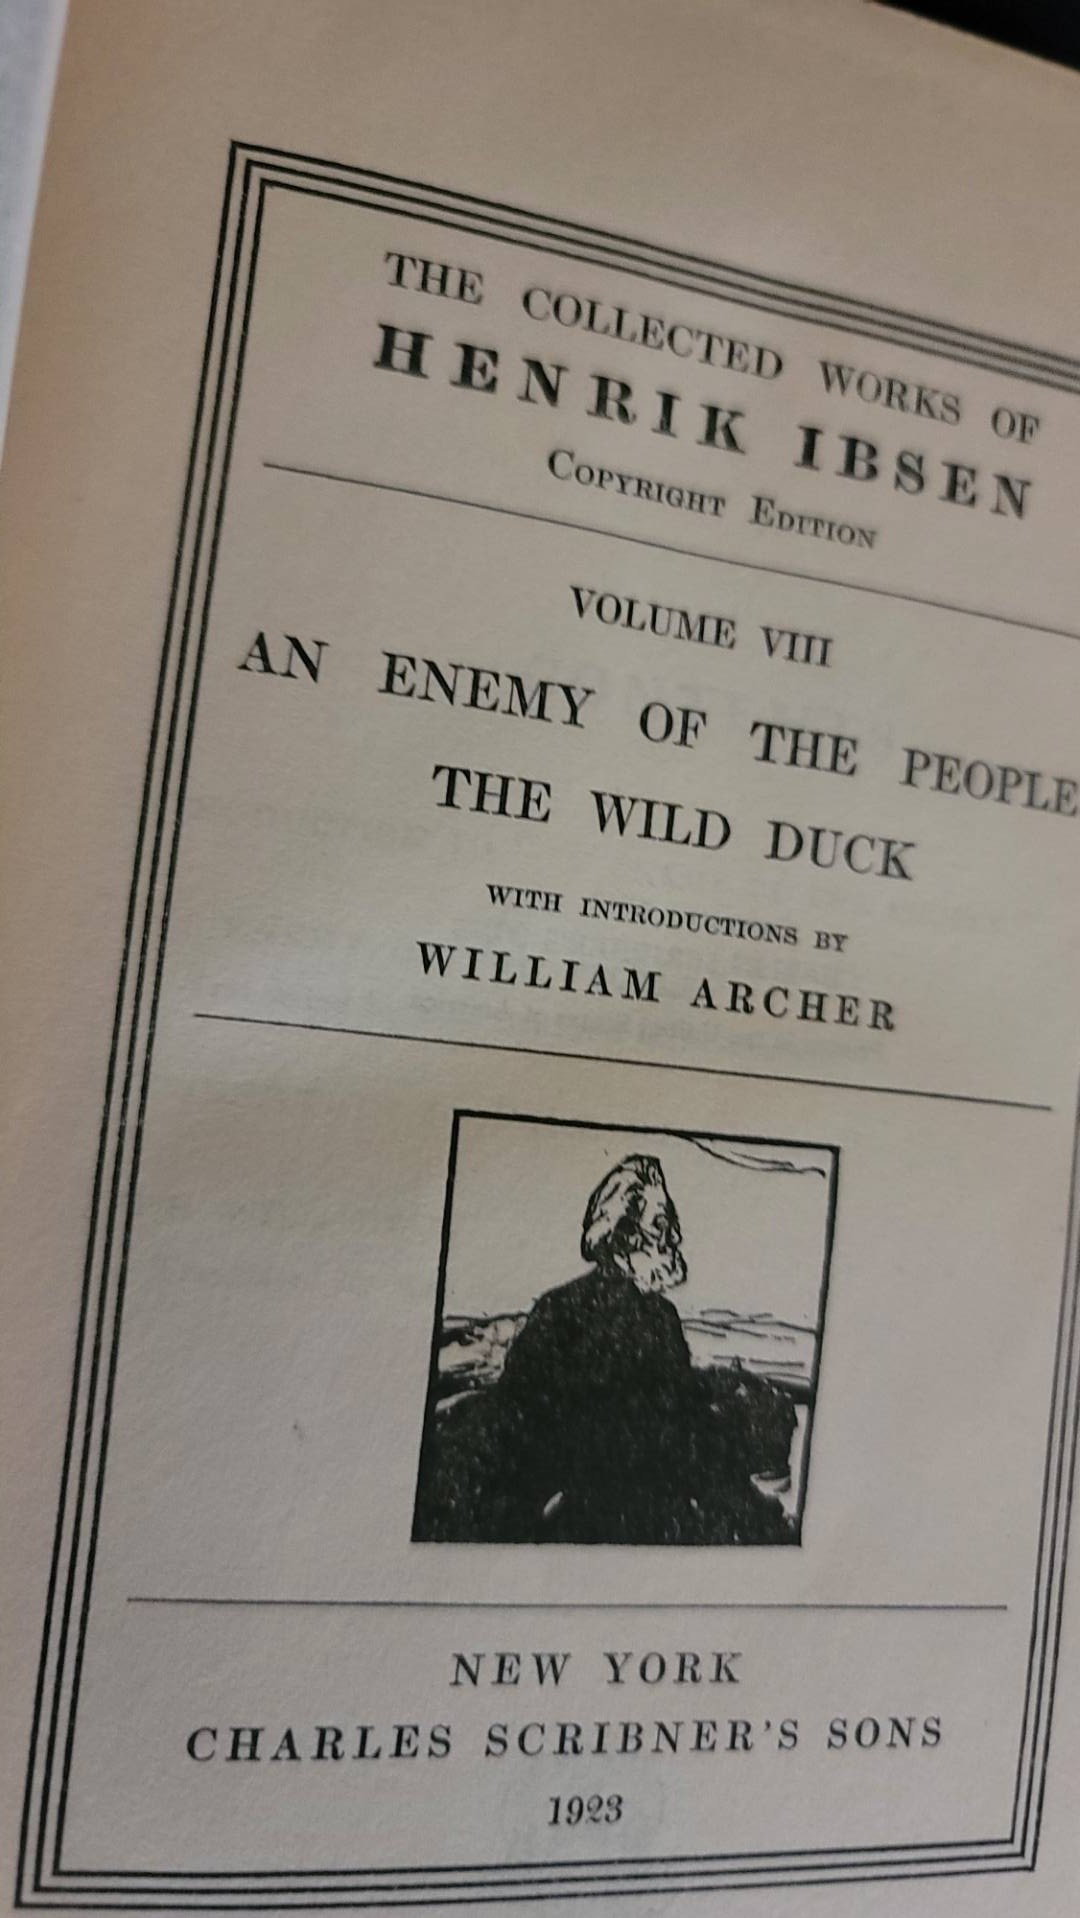 THE COLLECTED WORKS OF
HENRIK IBSEN
COPYRIGHT EDITION
VOLUME VIII
AN ENEMY OF THE PEOPLE
THE WILD DUCK
WITH INTRODUCTIONS BY
WILLIAM ARCHER
NEW YORK
CHARLES SCRIBNER'S SONS
1923